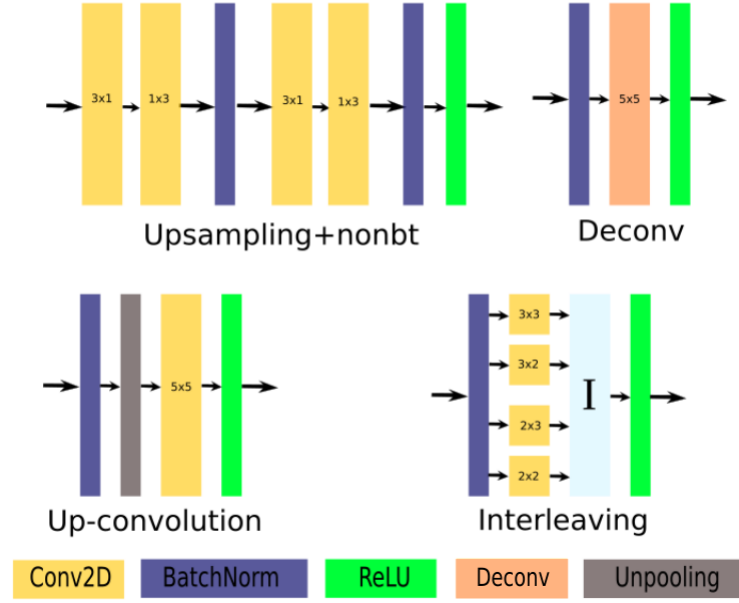 3x1 1x3 3x1 1x3
5x5
Upsampling+nonbt
Deconv
5x5
3x3
3x2
2x3
2x2
I
Up-convolution
Interleaving
Conv2D BatchNorm ReLU Deconv Unpooling